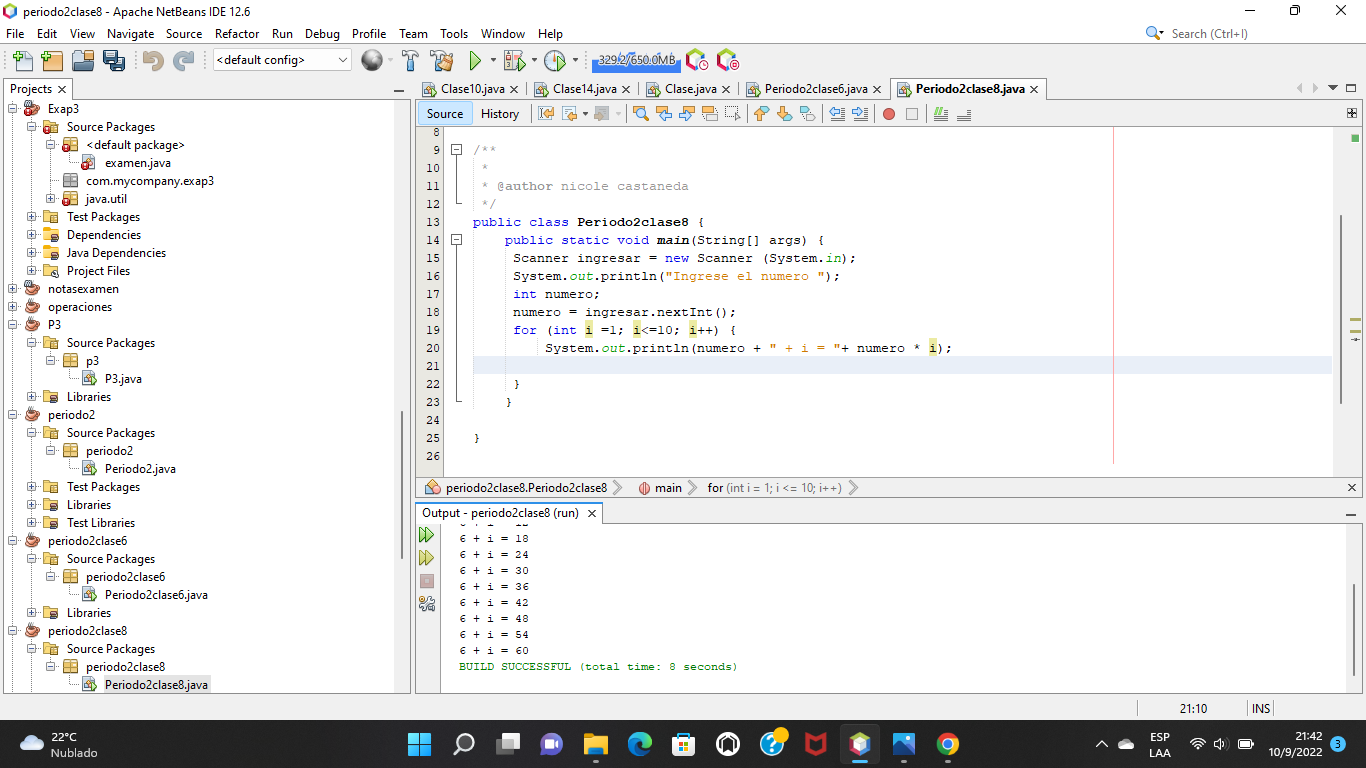 periodo2clase8 - Apache NetBeans IDE 12.6
File Edit View Navigate Source Refactor Run Debug Profile Team Tools Window Help
Search (Ctrl+I)
<default config>
329.2/650.0MB
Projects
Clase10.java Clase14.java Clase.java Periodo2clase6.java Periodo2clase8.java
Source History
Exap3
Source Packages
<default package>
examen.java
com.mycompany.exap3
java.util
Test Packages
Dependencies
Java Dependencies
Project Files
notasexamen
operaciones
P3
Source Packages
p3
P3.java
Libraries
periodo2
Source Packages
periodo2
Periodo2.java
Test Packages
Libraries
Test Libraries
periodo2clase6
Source Packages
periodo2clase6
Periodo2clase6.java
Libraries
periodo2clase8
Source Packages
periodo2clase8
Periodo2clase8.java
8
9 /**
10 *
11 * @author nicole castaneda
12 */
13 public class Periodo2clase8 {
14 public static void main(String[] args) {
15 Scanner ingresar = new Scanner (System.in);
16 System.out.println("Ingrese el numero ");
17 int numero;
18 numero = ingresar.nextInt();
19 for (int i =1; i<=10; i++) {
20 System.out.println(numero + " + i = "+ numero * i);
21
22 }
23 }
24
25 }
26
periodo2clase8.Periodo2clase8 main for (int i = 1; i <= 10; i++)
Output - periodo2clase8 (run)
6 + i = 18
6 + i = 24
6 + i = 30
6 + i = 36
6 + i = 42
6 + i = 48
6 + i = 54
6 + i = 60
BUILD SUCCESSFUL (total time: 8 seconds)
21:10 INS
22°C
Nublado
ESP
LAA
21:42
10/9/2022
3